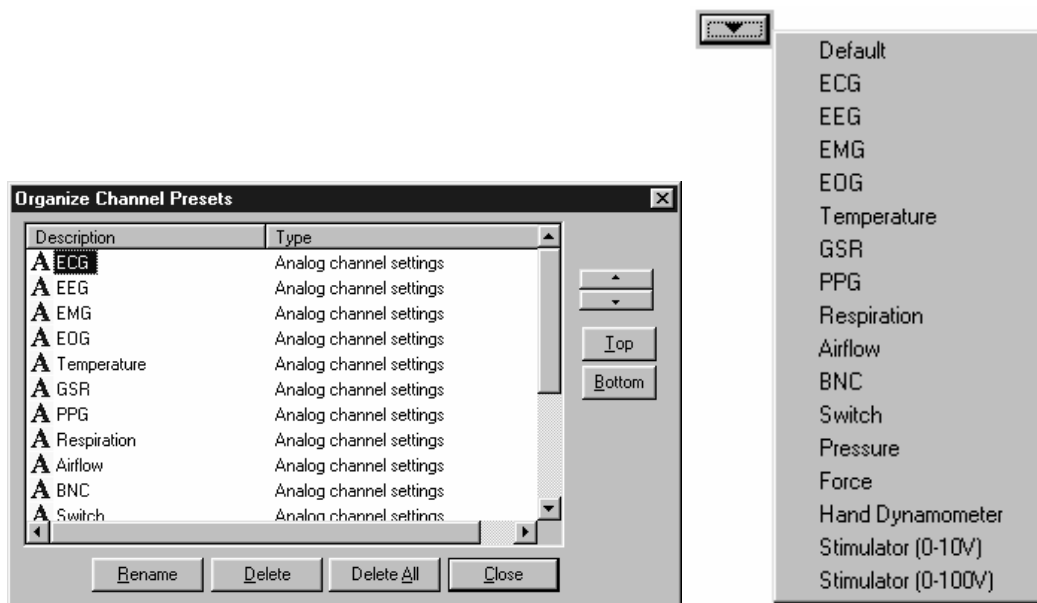 Organize Channel Presets
Description Type
A ECG Analog channel settings
A EEG Analog channel settings
A EMG Analog channel settings
A EOG Analog channel settings
A Temperature Analog channel settings
A GSR Analog channel settings
A PPG Analog channel settings
A Respiration Analog channel settings
A Airflow Analog channel settings
A BNC Analog channel settings
A Switch Analog channel settings
Top
Bottom
Rename Delete Delete All Close
Default
ECG
EEG
EMG
EOG
Temperature
GSR
PPG
Respiration
Airflow
BNC
Switch
Pressure
Force
Hand Dynamometer
Stimulator (0-10V)
Stimulator (0-100V)